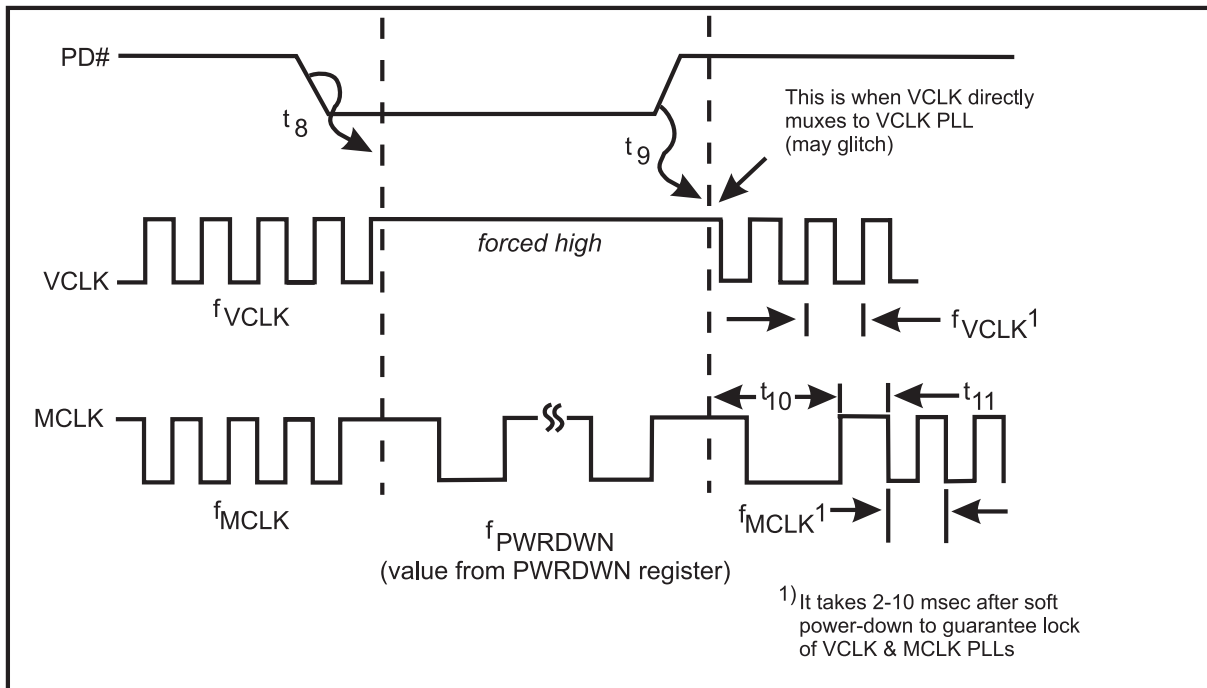 PD#
t8
t9
This is when VCLK directly
muxes to VCLK PLL
(may glitch)
forced high
VCLK
fVCLK
fVCLK1
t10
t11
MCLK
fMCLK
fMCLK1
fPWRDWN
(value from PWRDWN register)
1) It takes 2-10 msec after soft
power-down to guarantee lock
of VCLK & MCLK PLLs